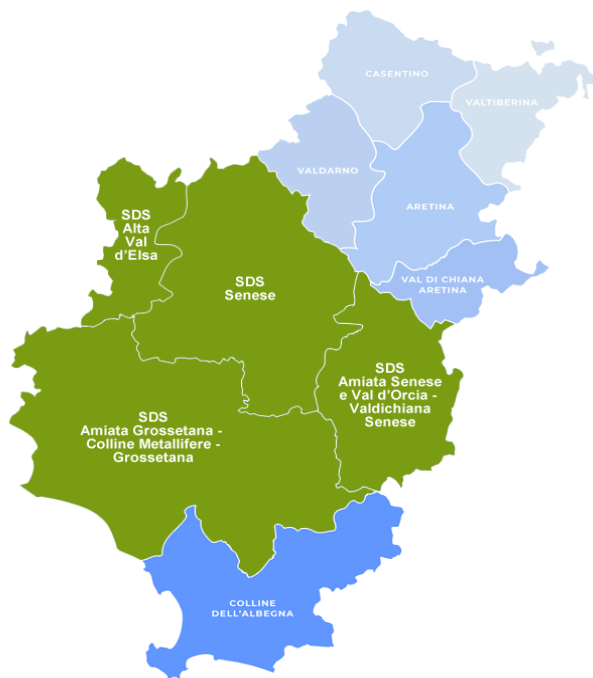 CASENTINO
VALTIBERINA
VALDARNO
ARETINA
SDS
Alta
Val
d'Elsa
VAL DI CHIANA
ARETINA
SDS
Senese
SDS
Amiata Senese
e Val d'Orcia -
Valdichiana
Senese
SDS
Amiata Grossetana -
Colline Metallifere -
Grossetana
COLLINE
DELL'ALBEGNA